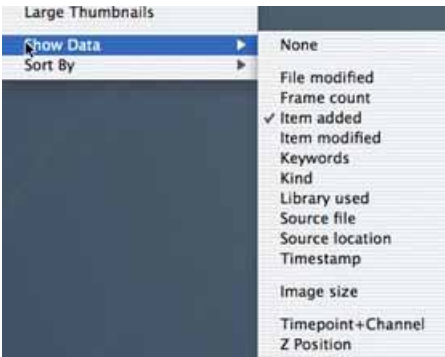 Large Thumbnails
Show Data
Sort By
None
File modified
Frame count
Item added
Item modified
Keywords
Kind
Library used
Source file
Source location
Timestamp
Image size
Timepoint+Channel
Z Position